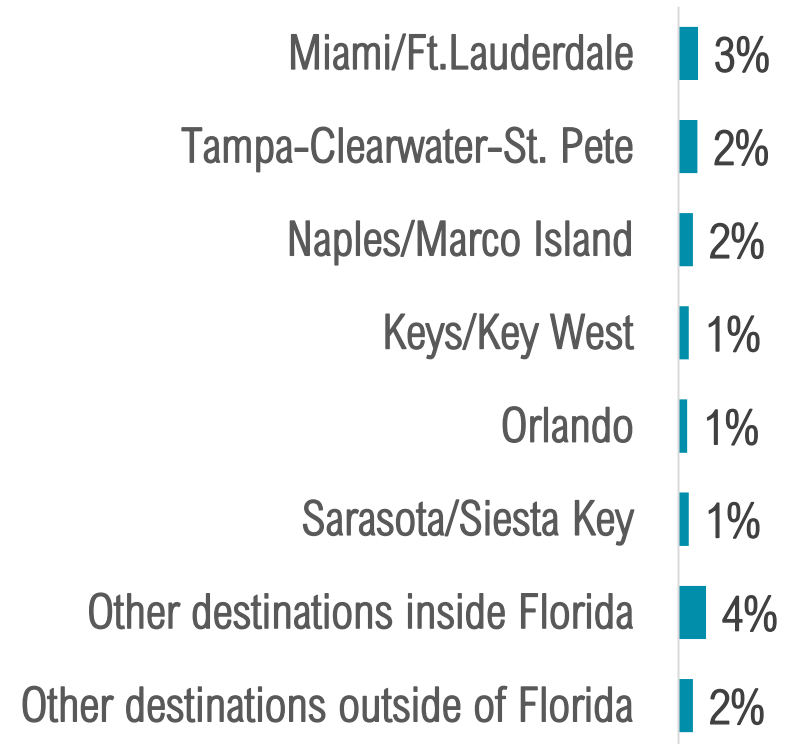 Miami/Ft.Lauderdale 3%
Tampa-Clearwater-St. Pete 2%
Naples/Marco Island 2%
Keys/Key West 1%
Orlando 1%
Sarasota/Siesta Key 1%
Other destinations inside Florida 4%
Other destinations outside of Florida 2%